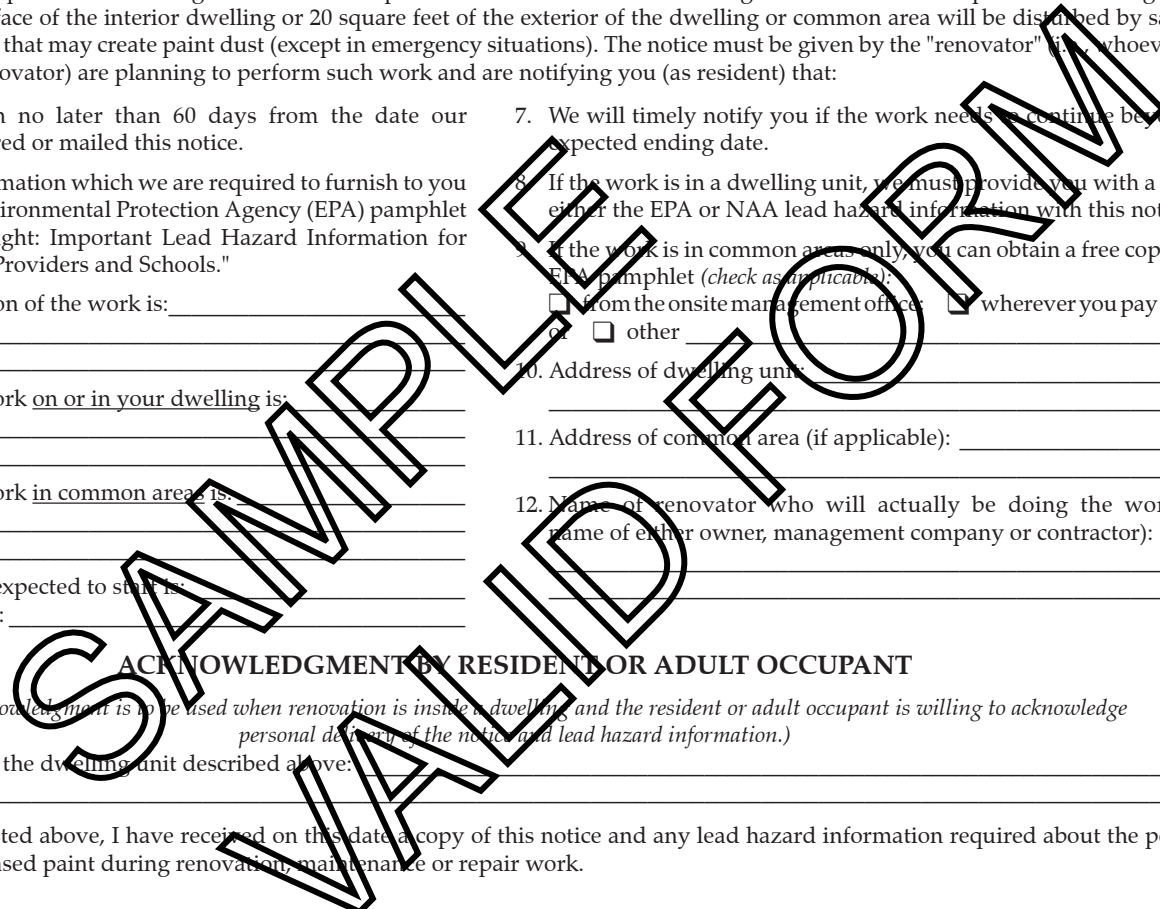 face of the interior dwelling or 20 square feet of the exterior of the dwelling or common area will be disturbed by
that may create paint dust (except in emergency situations). The notice must be given by the "renovator" (i.e., whoev
ovator) are planning to perform such work and are notifying you (as resident) that:
no later than 60 days from the date our
red or mailed this notice.
mation which we are required to furnish to you
vironmental Protection Agency (EPA) pamphlet
ght: Important Lead Hazard Information for
Providers and Schools."
on of the work is:
ork on or in your dwelling is:
ork in common areas is:
expected to start is:
:
7. We will timely notify you if the work needs to continue bey
expected ending date.
8. If the work is in a dwelling unit, we must provide you with a
either the EPA or NAA lead hazard information with this not
9. If the work is in common areas only, you can obtain a free cop
EPA pamphlet (check as applicable):
❏ from the onsite management office; ❏ wherever you pay
or ❏ other
10. Address of dwelling unit:
11. Address of common area (if applicable):
12. Name of renovator who will actually be doing the wor
name of either owner, management company or contractor):
ACKNOWLEDGMENT BY RESIDENT OR ADULT OCCUPANT
owledgment is to be used when renovation is inside a dwelling and the resident or adult occupant is willing to acknowledge
personal delivery of the notice and lead hazard information.)
the dwelling unit described above:
ted above, I have received on this date a copy of this notice and any lead hazard information required about the p
ased paint during renovation, maintenance or repair work.
SAMPLE
VALID FORM